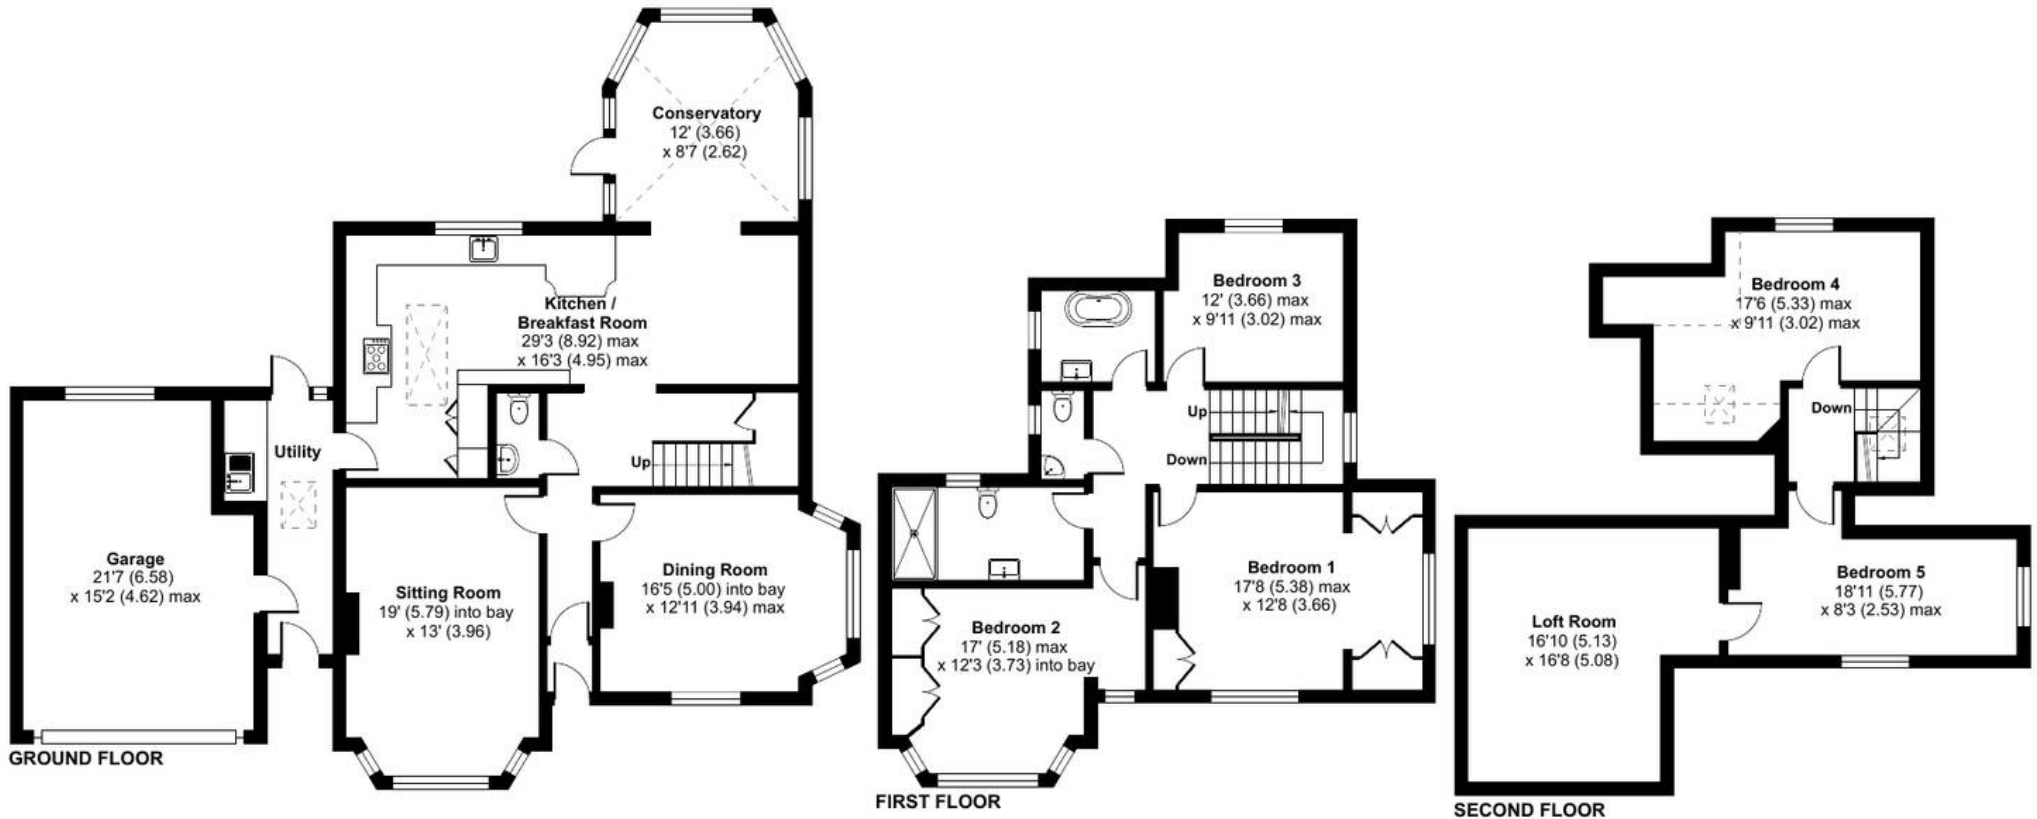 Conservatory
12' (3.66)
x 8'7 (2.62)
Kitchen /
Breakfast Room
29'3 (8.92) max
x 16'3 (4.95) max
Utility
Up
Garage
21'7 (6.58)
x 15'2 (4.62) max
Sitting Room
19' (5.79) into bay
x 13' (3.96)
Dining Room
16'5 (5.00) into bay
x 12'11 (3.94) max
GROUND FLOOR
Bedroom 3
12' (3.66) max
x 9'11 (3.02) max
Up
Down
Bedroom 1
17'8 (5.38) max
x 12'8 (3.66)
Bedroom 2
17' (5.18) max
x 12'3 (3.73) into bay
FIRST FLOOR
Bedroom 4
17'6 (5.33) max
x 9'11 (3.02) max
Down
Bedroom 5
18'11 (5.77)
x 8'3 (2.53) max
Loft Room
16'10 (5.13)
x 16'8 (5.08)
SECOND FLOOR